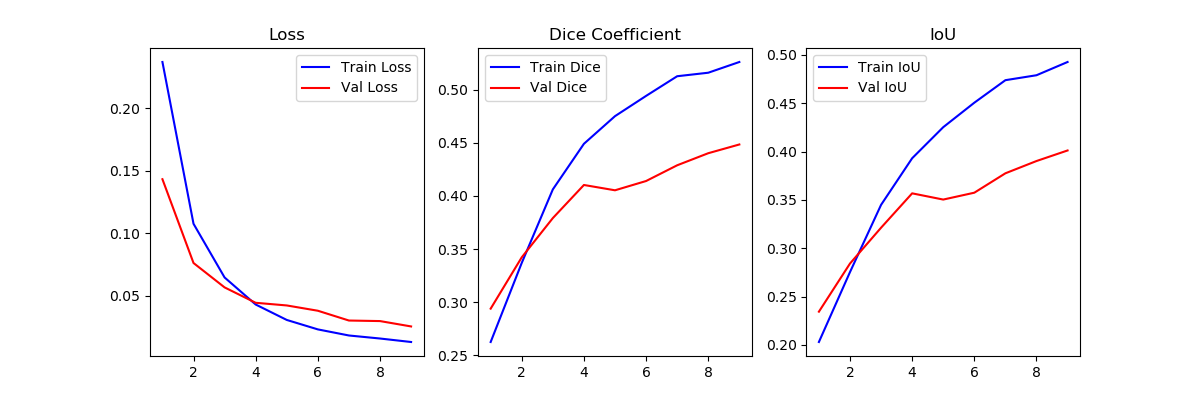 Loss
Train Loss
Val Loss
0.20
0.15
0.10
0.05
2 4 6 8
Dice Coefficient
Train Dice
Val Dice
0.50
0.45
0.40
0.35
0.30
0.25
2 4 6 8
IoU
Train IoU
Val IoU
0.50
0.45
0.40
0.35
0.30
0.25
0.20
2 4 6 8